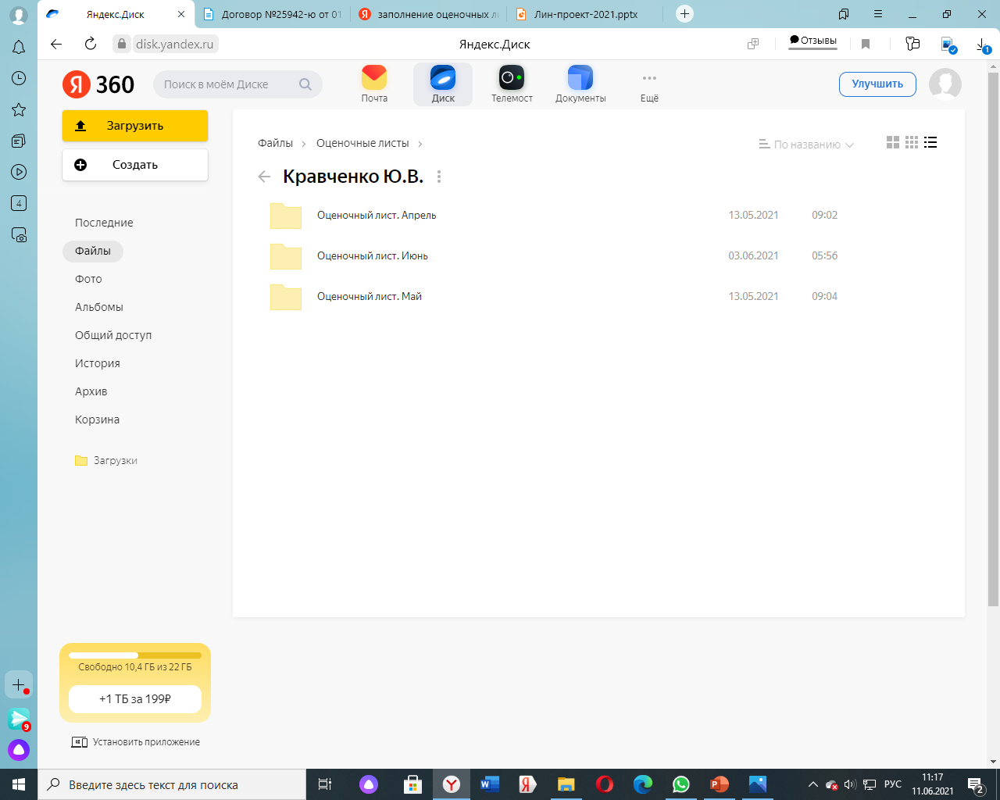 Яндекс.Диск
Договор №25942-ю от 01
заполнение оценочных л
Лин-проект-2021.pptx
disk.yandex.ru
Яндекс.Диск
Отзывы
1
Я 360
Поиск в моём Диске
Почта
Диск
Телемост
Документы
Ещё
Улучшить
Загрузить
Создать
4
Последние
Файлы
Фото
Альбомы
Общий доступ
История
Архив
Корзина
Загрузки
Файлы
Оценочные листы
По названию
Кравченко Ю.В.
Оценочный лист. Апрель 13.05.2021 09:02
Оценочный лист. Июнь 03.06.2021 05:56
Оценочный лист. Май 13.05.2021 09:04
Свободно 10,4 ГБ из 22 ГБ
+1 ТБ за 199₽
Установить приложение
9
Введите здесь текст для поиска
РУС
11:17
11.06.2021
2